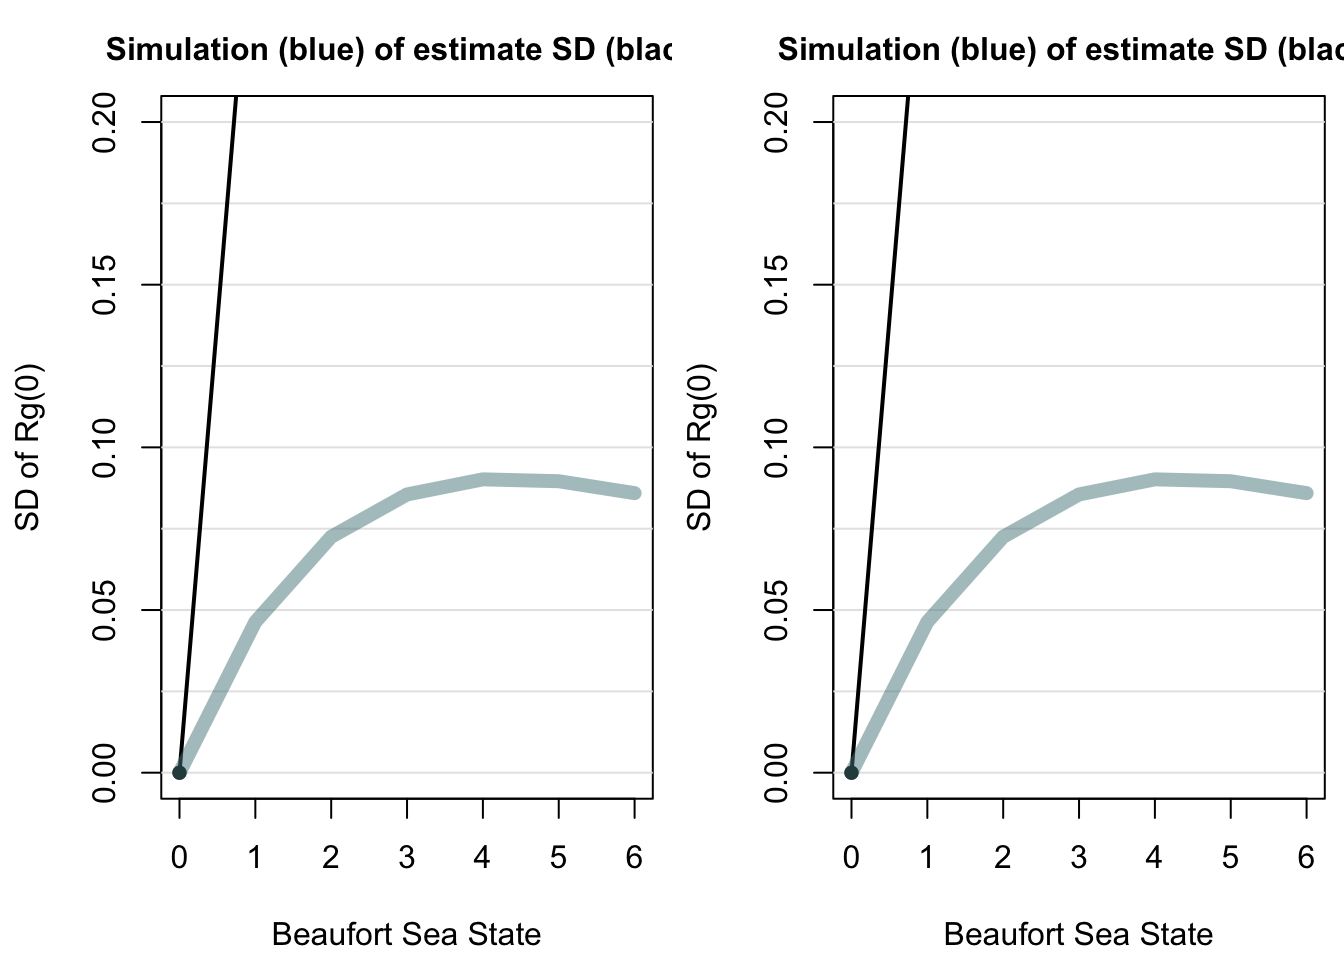 Simulation (blue) of estimate SD (blac
0.20
0.15
0.10
0.05
0.00
SD of Rg(0)
0 1 2 3 4 5 6
Beaufort Sea State
Simulation (blue) of estimate SD (blac
0.20
0.15
0.10
0.05
0.00
SD of Rg(0)
0 1 2 3 4 5 6
Beaufort Sea State